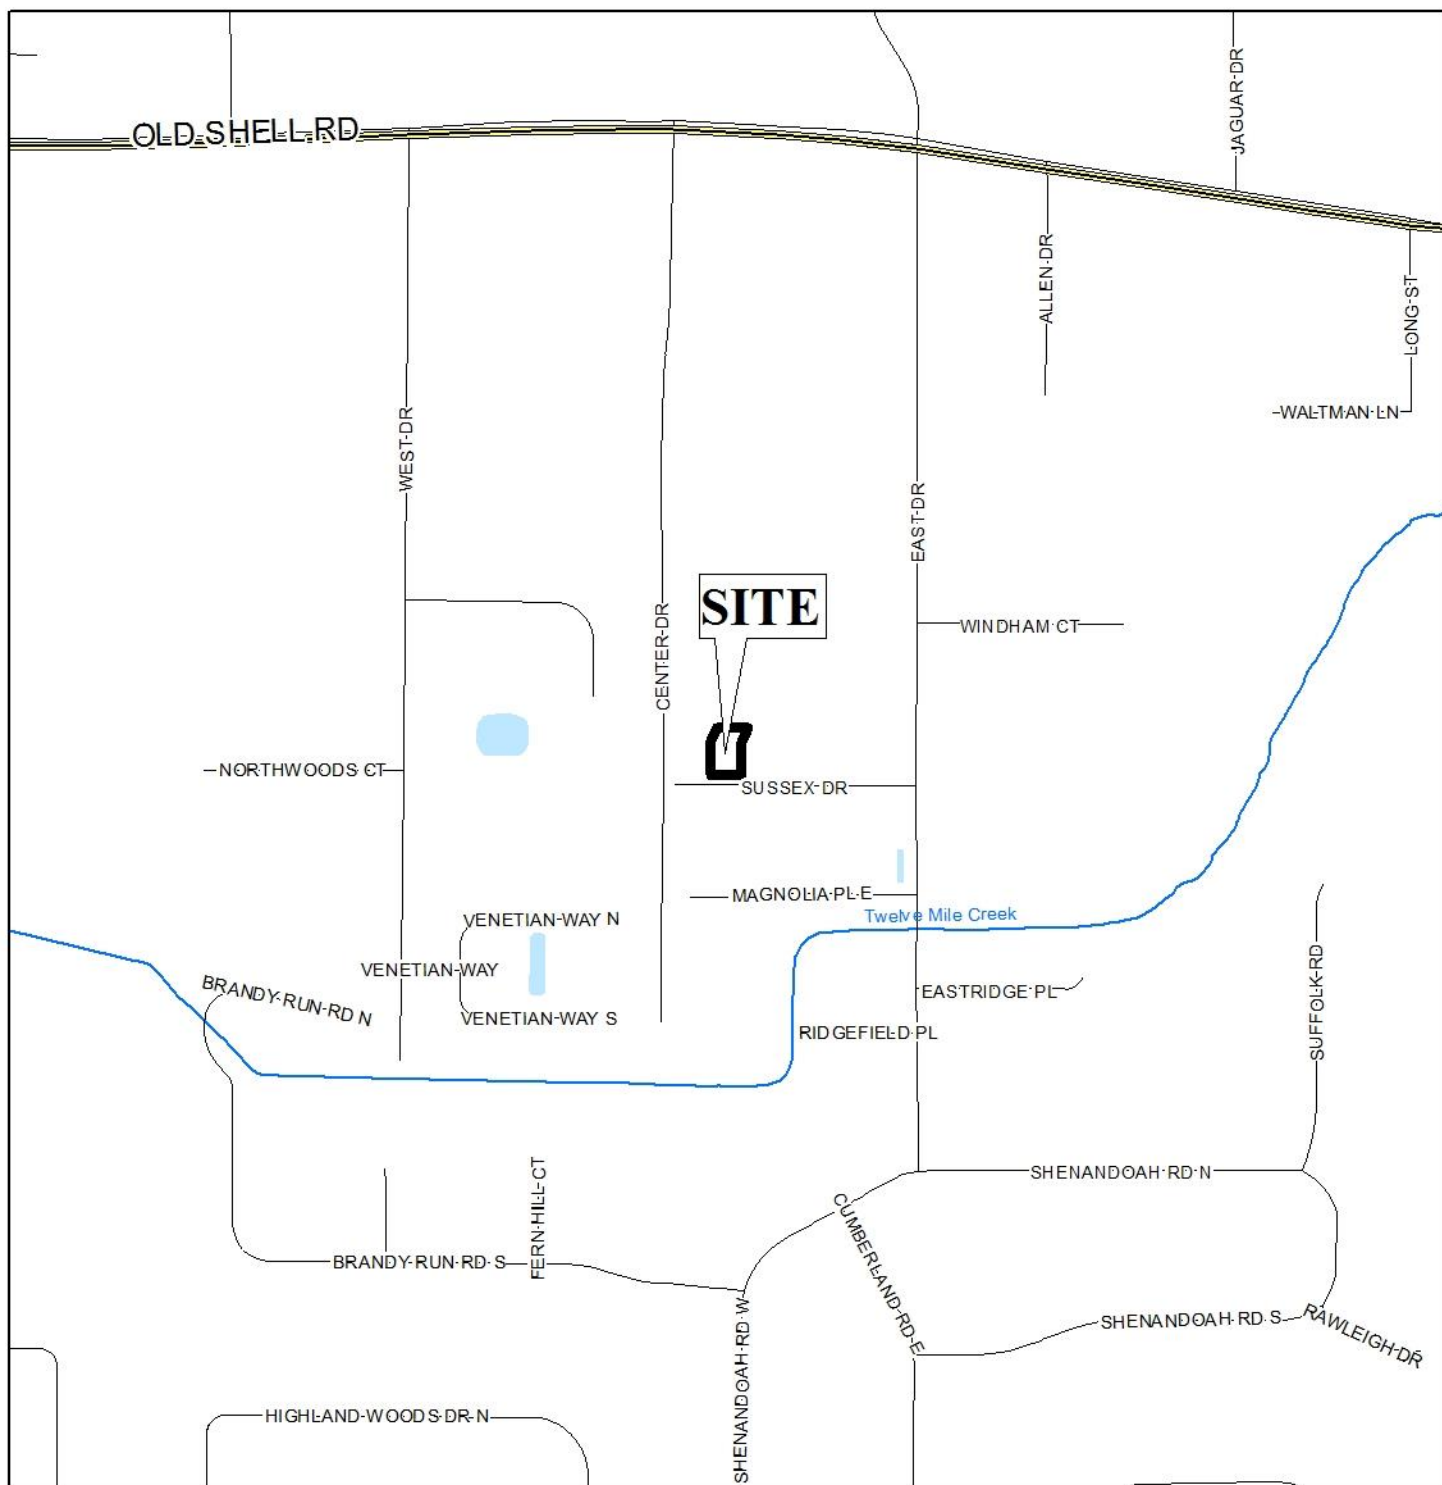 JAGUAR DR
OLD SHELL RD
ALLEN DR
LONG ST
WALTMAN LN
WEST DR
EAST DR
SITE
CENTER DR
WINDHAM CT
NORTHWOODS CT
SUSSEX DR
MAGNOLIA PL E
Twelve Mile Creek
VENETIAN WAY N
VENETIAN WAY
BRANDY RUN RD N
VENETIAN WAY S
EASTRIDGE PL
RIDGEFIELD PL
SUFFOLK RD
SHENANDOAH RD N
FERN HILL CT
CUMBERLAND RD E
BRANDY RUN RD S
SHENANDOAH RD W
SHENANDOAH RD S
RAWLEIGH DR
HIGHLAND WOODS DR N